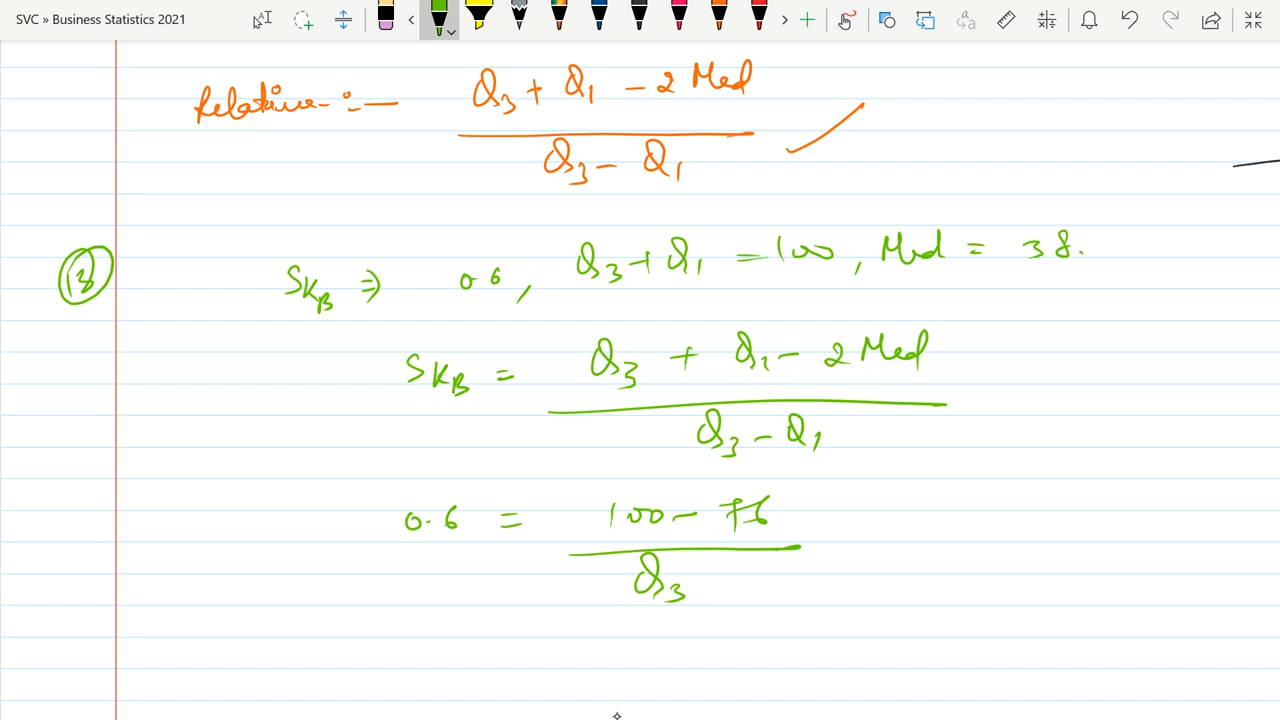 SVC » Business Statistics 2021
Relative :— Q3 + Q1 − 2 Med
Q3 − Q1
13
SKB ⇒ 0.6, Q3 + Q1 = 100, Med = 38.
SKB = Q3 + Q1 − 2 Med
Q3 − Q1
0.6 = 100 − 76
Q3